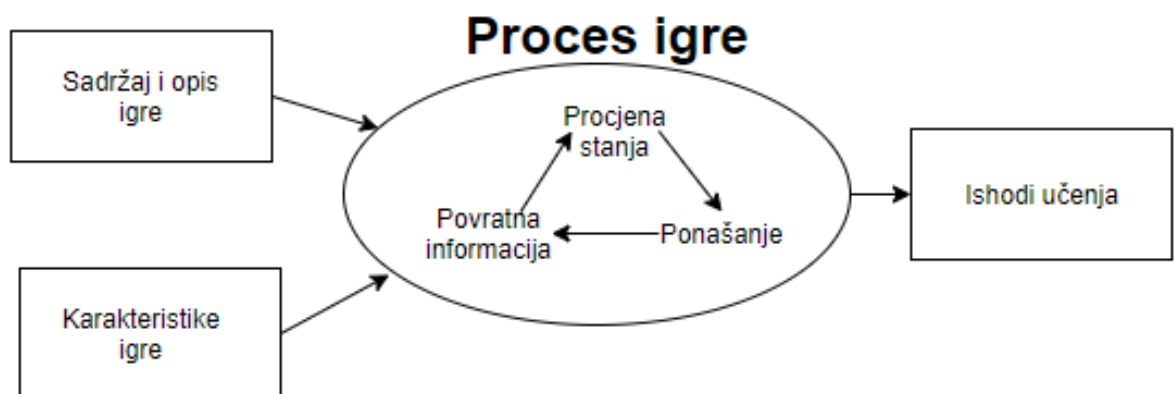 Proces igre
Sadržaj i opis
igre
Procjena
stanja
Povratna
informacija
Ponašanje
Ishodi učenja
Karakteristike
igre